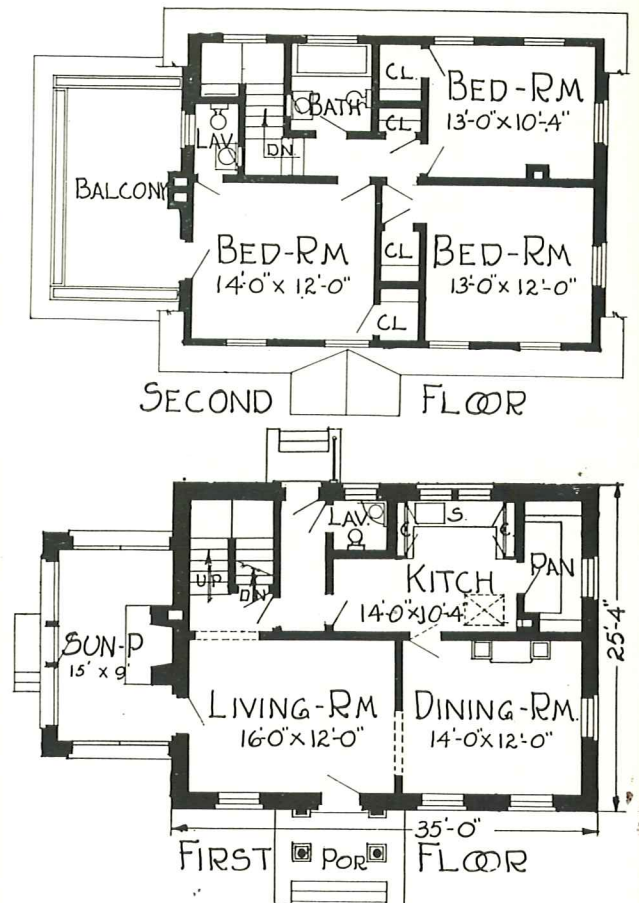 CL.
BED-RM
13'-0" x 10'-4"
BATH
CL.
LAV.
DN.
BALCONY
BED-RM
14'-0" x 12'-0"
CL
BED-RM
13'-0" x 12'-0"
CL
SECOND FLOOR
LAV.
C.
S.
C.
UP
DN
KITCH
14'-0" x 10'-4"
PAN
SUN-P
15' x 9'
LIVING-RM
16'-0" x 12'-0"
DINING-RM.
14'-0" x 12'-0"
25'-4"
35'-0"
FIRST FLOOR
POR